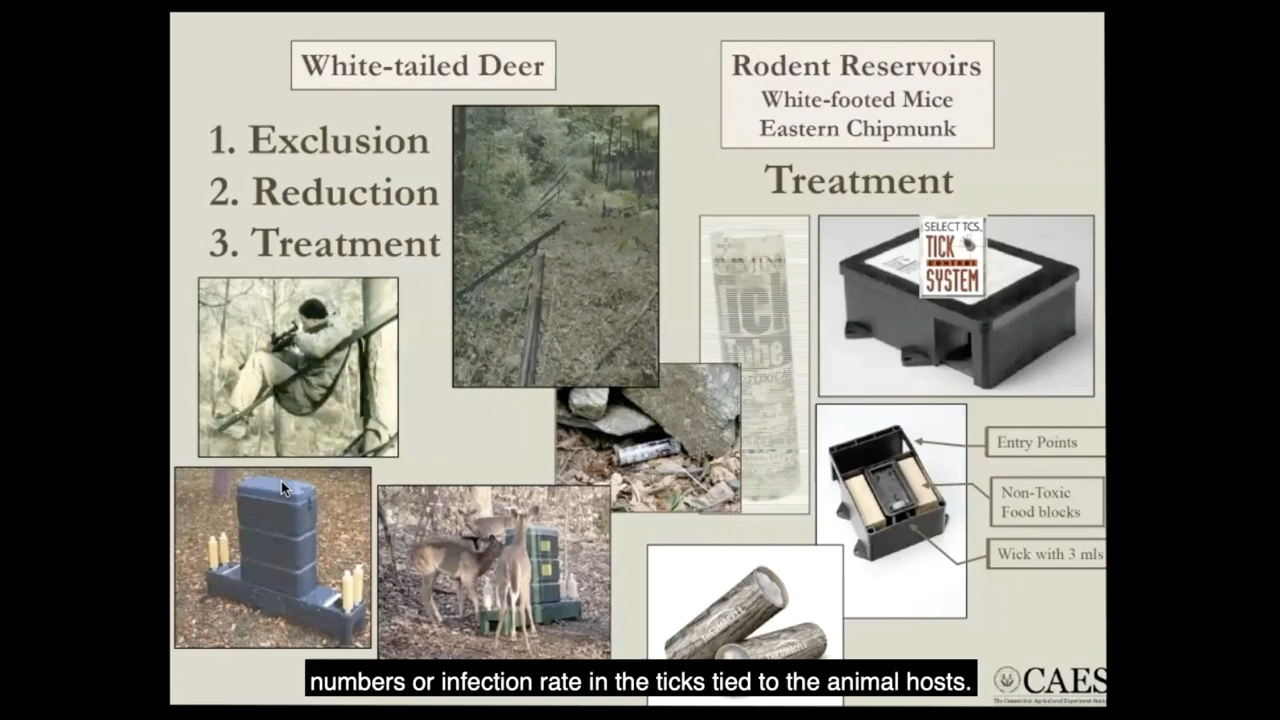 White-tailed Deer
1. Exclusion
2. Reduction
3. Treatment
Rodent Reservoirs
White-footed Mice
Eastern Chipmunk
Treatment
SELECT TCS.
TICK
CONTROL
SYSTEM
Entry Points
Non-Toxic
Food blocks
Wick with 3 mls
numbers or infection rate in the ticks tied to the animal hosts.
CAES